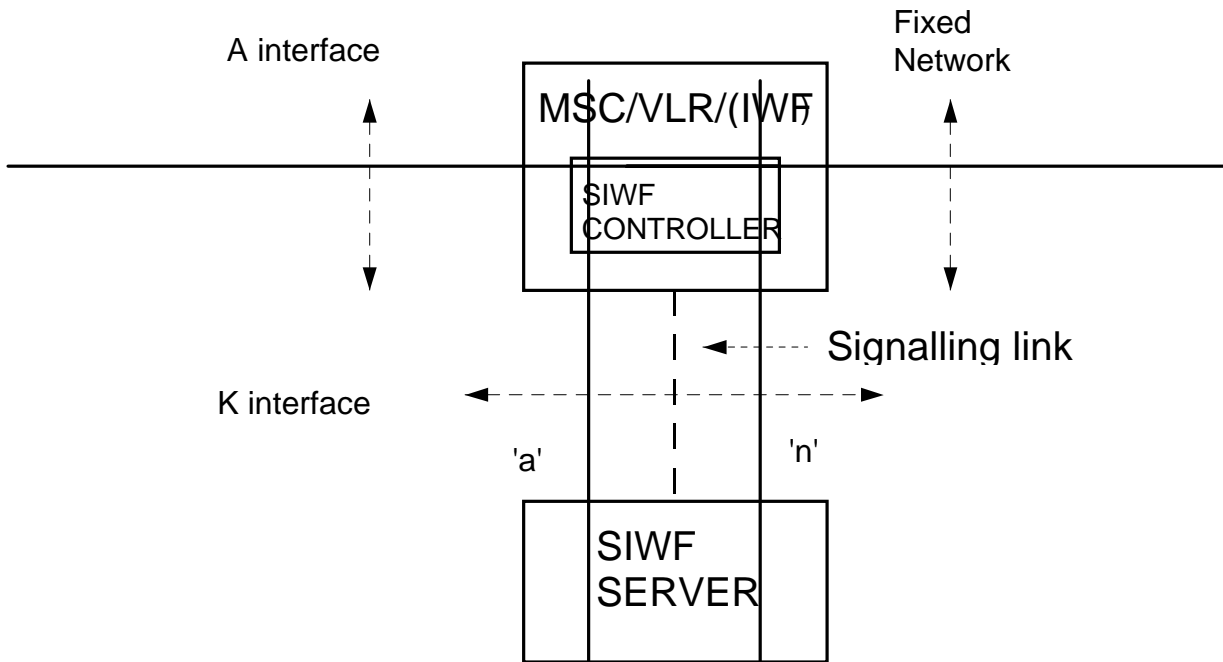 A interface
Fixed
Network
MSC/VLR/(IWF)
SIWF
CONTROLLER
Signalling link
K interface
'a'
'n'
SIWF
SERVER